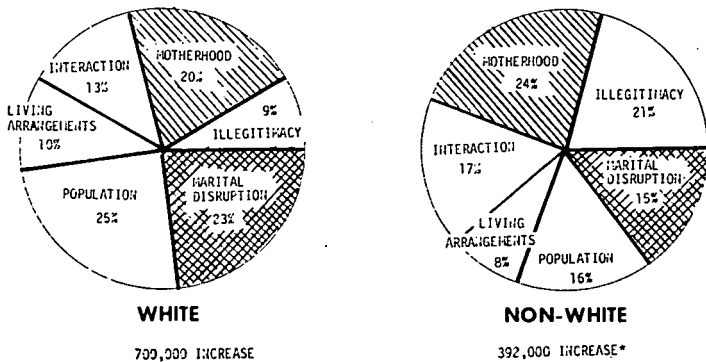 MOTHERHOOD
20%
INTERACTION
13%
9%
ILLEGITIMACY
LIVING
ARRANGEMENTS
10%
MARITAL
DISRUPTION
23%
POPULATION
25%
WHITE
700,000 INCREASE
MOTHERHOOD
24%
ILLEGITIMACY
21%
INTERACTION
17%
MARITAL
DISRUPTION
15%
LIVING
ARRANGEMENTS
8%
POPULATION
16%
NON-WHITE
392,000 INCREASE*